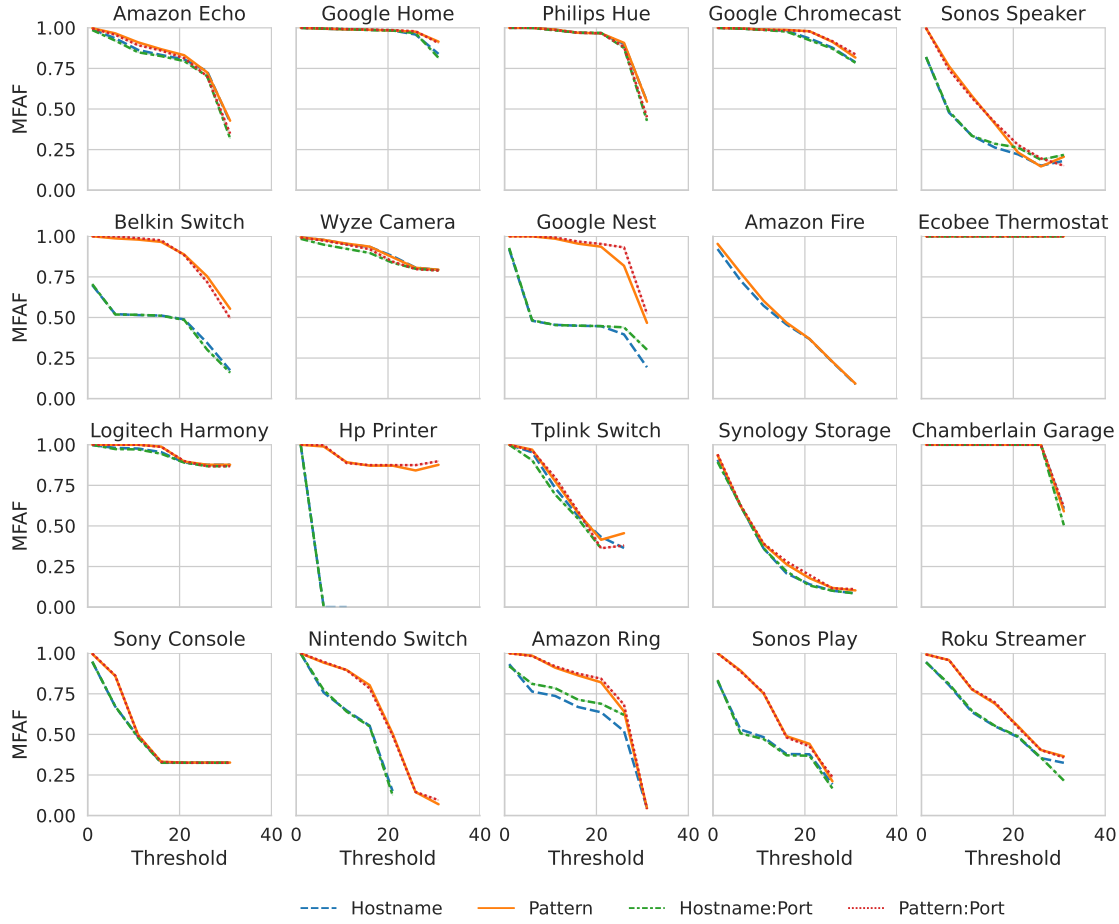 Amazon Echo Google Home Philips Hue Google Chromecast Sonos Speaker
1.00
0.75
0.50
0.25
0.00
MFAF
Belkin Switch Wyze Camera Google Nest Amazon Fire Ecobee Thermostat
1.00
0.75
0.50
0.25
0.00
MFAF
Logitech Harmony Hp Printer Tplink Switch Synology Storage Chamberlain Garage
1.00
0.75
0.50
0.25
0.00
MFAF
Sony Console Nintendo Switch Amazon Ring Sonos Play Roku Streamer
1.00
0.75
0.50
0.25
0.00
MFAF
0 20 40 0 20 40 0 20 40 0 20 40 0 20 40
Threshold Threshold Threshold Threshold Threshold
Hostname Pattern Hostname:Port Pattern:Port